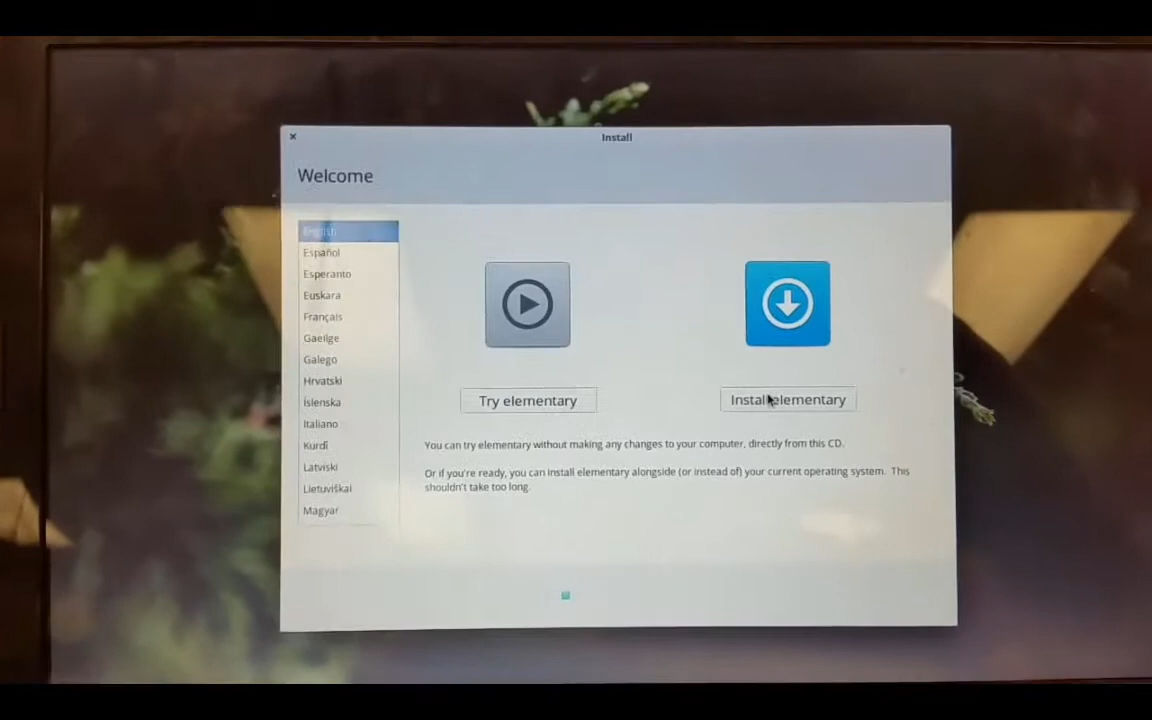 Install
Welcome
English
Español
Esperanto
Euskara
Français
Gaeilge
Galego
Hrvatski
Íslenska
Italiano
Kurdî
Latviski
Lietuviškai
Magyar
Try elementary
Install elementary
You can try elementary without making any changes to your computer, directly from this CD.
Or if you're ready, you can install elementary alongside (or instead of) your current operating system. This
shouldn't take too long.